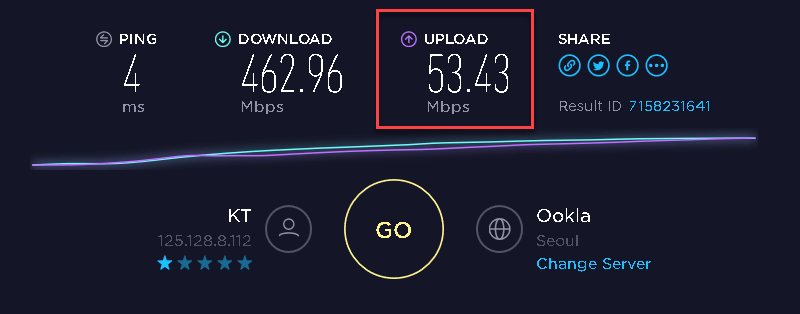 PING
4
ms
DOWNLOAD
462.96
Mbps
UPLOAD
53.43
Mbps
SHARE
Result ID 7158231641
KT
125.128.8.112
GO
Ookla
Seoul
Change Server